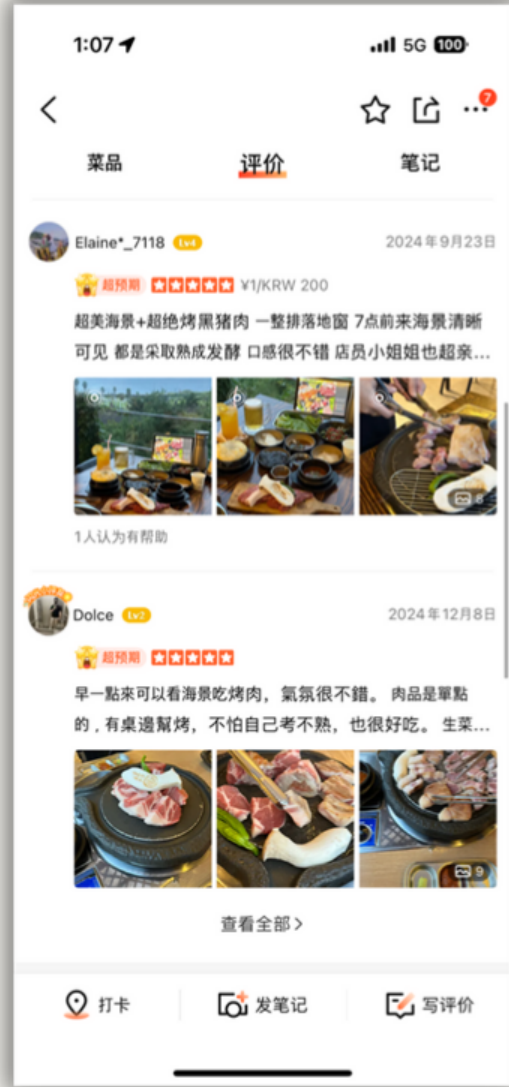 1:07
5G 100
7
菜品 评价 笔记
Elaine*_7118 Lv4 2024年9月23日
超预期 ¥1/KRW 200
超美海景+超绝烤黑猪肉 一整排落地窗 7点前来海景清晰
可见 都是采取熟成发酵 口感很不错 店员小姐姐也超亲...
8
1人认为有帮助
Dolce Lv2 2024年12月8日
超预期
早一點來可以看海景吃烤肉，氣氛很不錯。 肉品是單點
的，有桌邊幫烤，不怕自己考不熟，也很好吃。 生菜...
9
查看全部>
打卡 发笔记 写评价